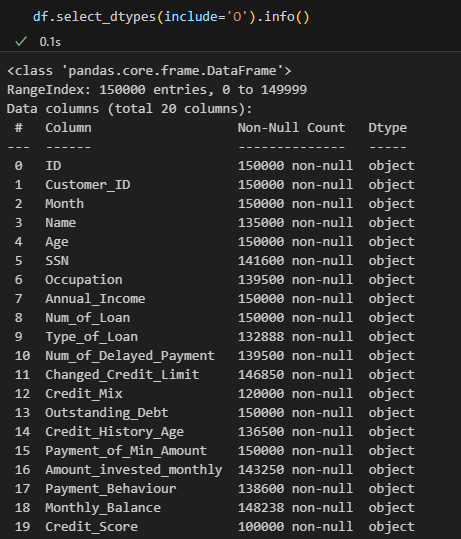 df.select_dtypes(include='O').info()
✓ 0.1s
<class 'pandas.core.frame.DataFrame'>
RangeIndex: 150000 entries, 0 to 149999
Data columns (total 20 columns):
 #   Column                   Non-Null Count   Dtype
---  ------                   --------------   -----
 0   ID                       150000 non-null  object
 1   Customer_ID              150000 non-null  object
 2   Month                    150000 non-null  object
 3   Name                     135000 non-null  object
 4   Age                      150000 non-null  object
 5   SSN                      141600 non-null  object
 6   Occupation               139500 non-null  object
 7   Annual_Income            150000 non-null  object
 8   Num_of_Loan              150000 non-null  object
 9   Type_of_Loan             132888 non-null  object
 10  Num_of_Delayed_Payment   139500 non-null  object
 11  Changed_Credit_Limit     146850 non-null  object
 12  Credit_Mix               120000 non-null  object
 13  Outstanding_Debt         150000 non-null  object
 14  Credit_History_Age       136500 non-null  object
 15  Payment_of_Min_Amount    150000 non-null  object
 16  Amount_invested_monthly  143250 non-null  object
 17  Payment_Behaviour        138600 non-null  object
 18  Monthly_Balance          148238 non-null  object
 19  Credit_Score             100000 non-null  object